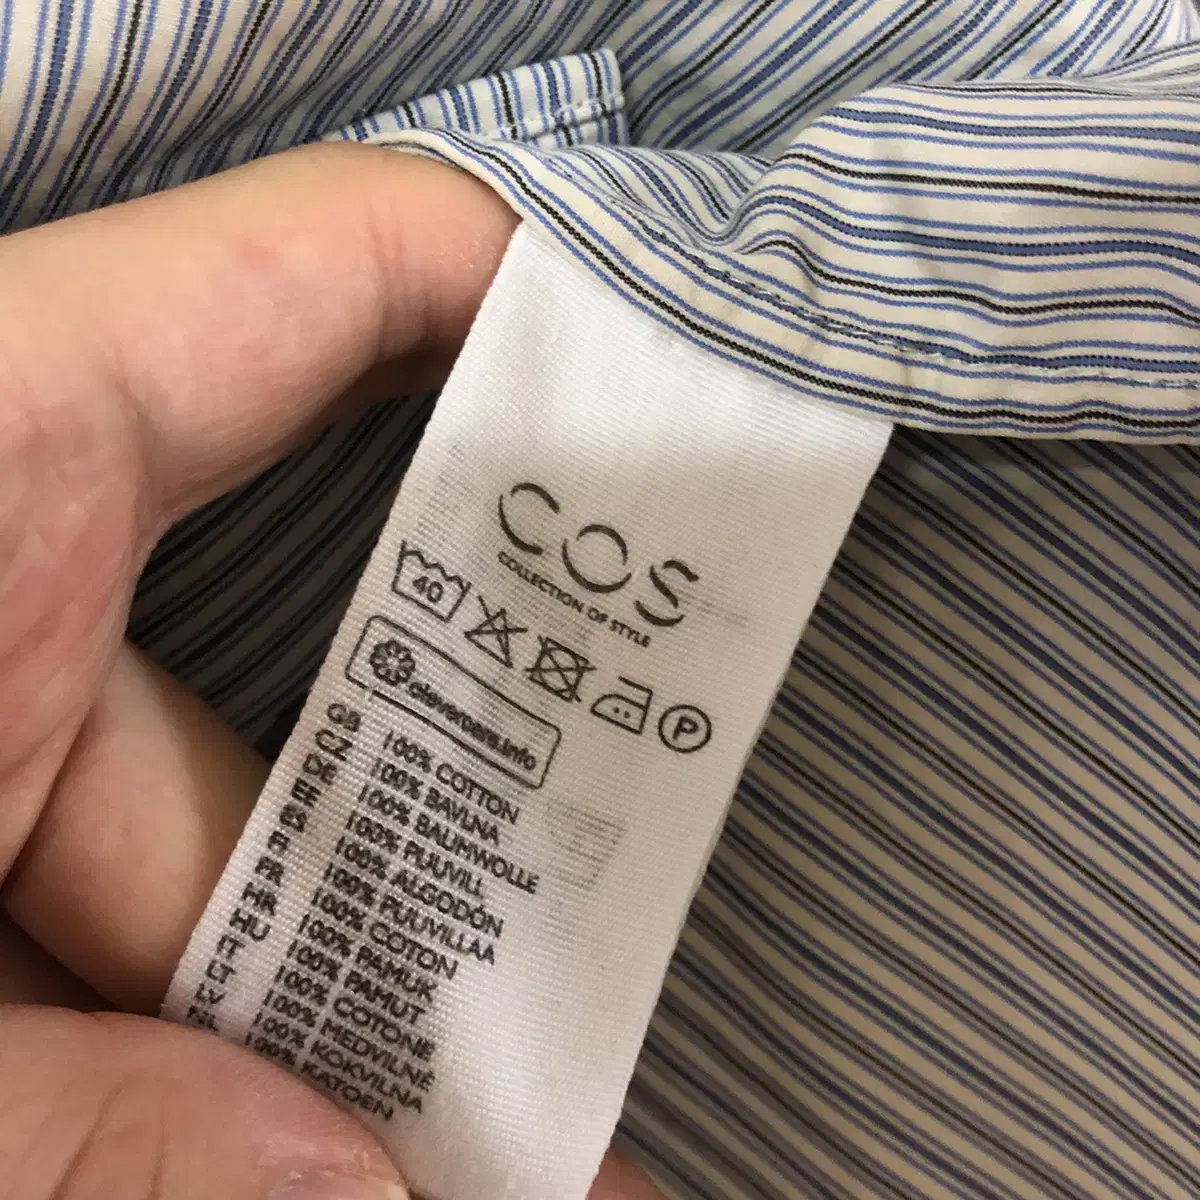 COS
COLLECTION OF STYLE
40
P
clevercare.info
GB 100% COTTON
CZ 100% BAVLNA
DE 100% BAUMWOLLE
EE 100% PUUVILL
ES 100% ALGODÓN
FI 100% PUUVILLAA
FR 100% COTON
HR 100% PAMUK
HU 100% PAMUT
IT 100% COTONE
LT 100% MEDVILNĖ
LV 100% KOKVILNA
100% KATOEN